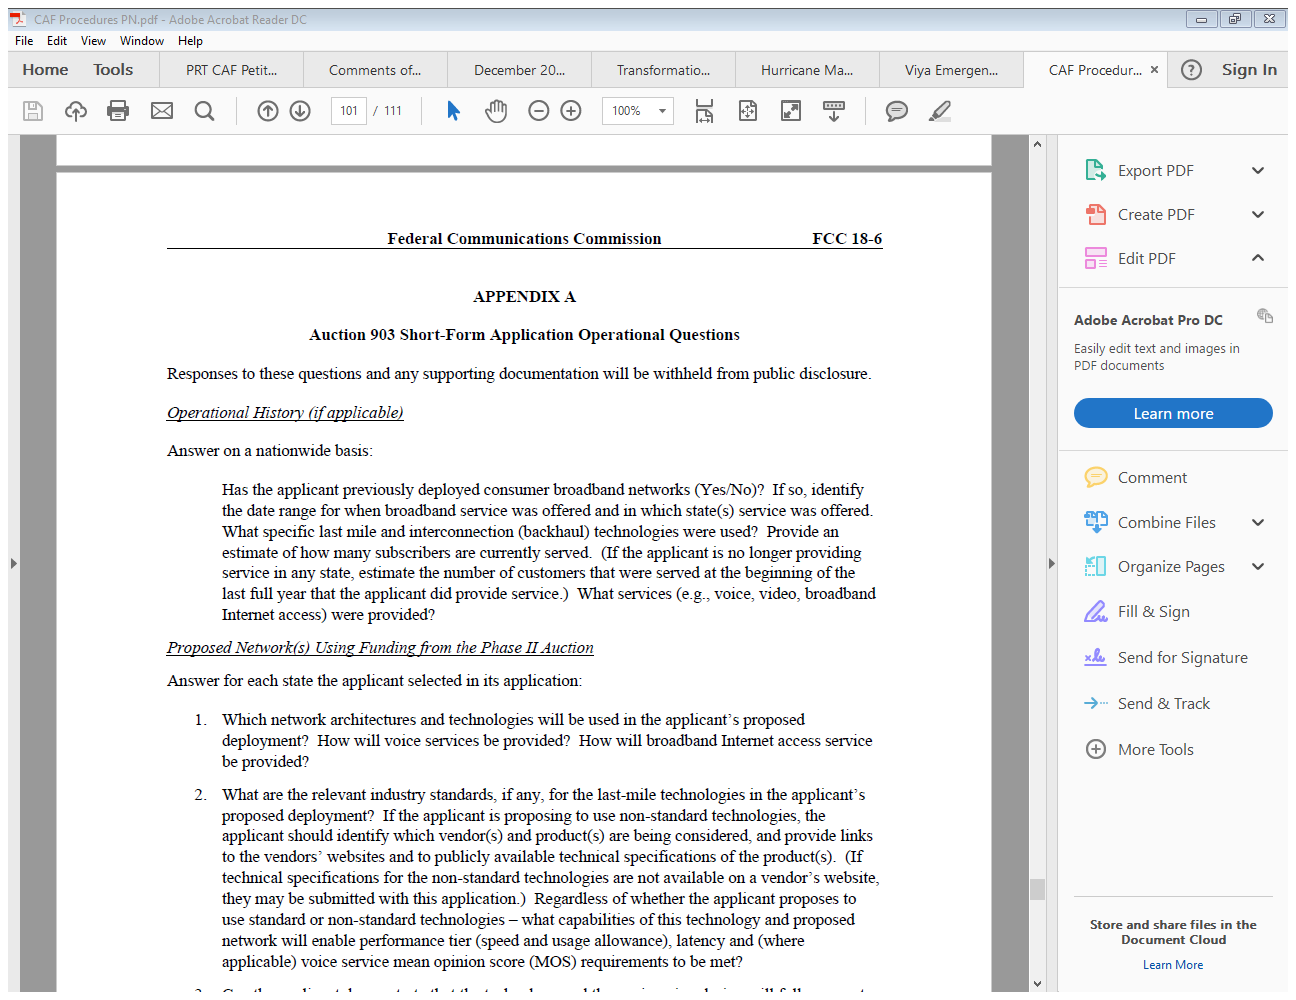 CAF Procedures PN.pdf - Adobe Acrobat Reader DC
File Edit View Window Help
Home Tools PRT CAF Petit... Comments of... December 20... Transformatio... Hurricane Ma... Viya Emergen... CAF Procedur... × ? Sign In
101 / 111 100%
Federal Communications Commission FCC 18-6
APPENDIX A
Auction 903 Short-Form Application Operational Questions
Responses to these questions and any supporting documentation will be withheld from public disclosure.
Operational History (if applicable)
Answer on a nationwide basis:
Has the applicant previously deployed consumer broadband networks (Yes/No)? If so, identify
the date range for when broadband service was offered and in which state(s) service was offered.
What specific last mile and interconnection (backhaul) technologies were used? Provide an
estimate of how many subscribers are currently served. (If the applicant is no longer providing
service in any state, estimate the number of customers that were served at the beginning of the
last full year that the applicant did provide service.) What services (e.g., voice, video, broadband
Internet access) were provided?
Proposed Network(s) Using Funding from the Phase II Auction
Answer for each state the applicant selected in its application:
1. Which network architectures and technologies will be used in the applicant’s proposed
deployment? How will voice services be provided? How will broadband Internet access service
be provided?
2. What are the relevant industry standards, if any, for the last-mile technologies in the applicant’s
proposed deployment? If the applicant is proposing to use non-standard technologies, the
applicant should identify which vendor(s) and product(s) are being considered, and provide links
to the vendors’ websites and to publicly available technical specifications of the product(s). (If
technical specifications for the non-standard technologies are not available on a vendor’s website,
they may be submitted with this application.) Regardless of whether the applicant proposes to
use standard or non-standard technologies – what capabilities of this technology and proposed
network will enable performance tier (speed and usage allowance), latency and (where
applicable) voice service mean opinion score (MOS) requirements to be met?
Export PDF
Create PDF
Edit PDF
Adobe Acrobat Pro DC
Easily edit text and images in
PDF documents
Learn more
Comment
Combine Files
Organize Pages
Fill & Sign
Send for Signature
Send & Track
More Tools
Store and share files in the
Document Cloud
Learn More